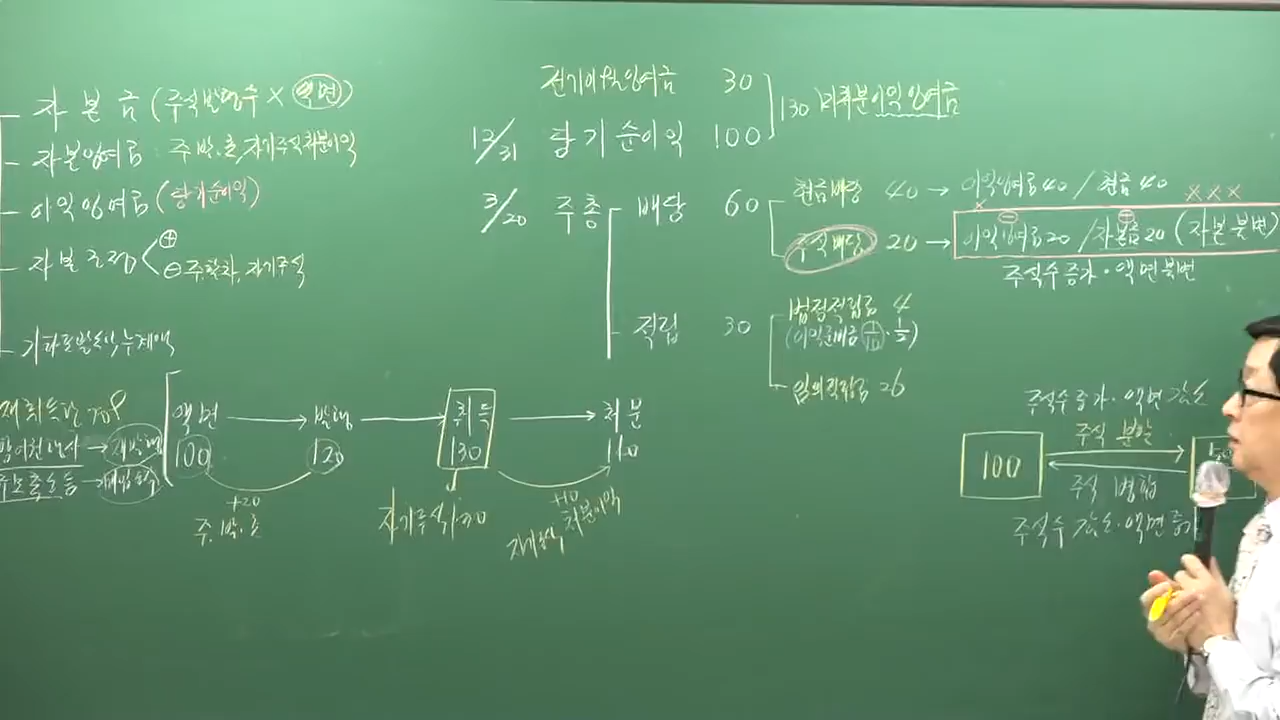 자본금 (주식발행수 × 액면)
자본잉여금 주.발.초, 자기주식처분이익
이익잉여금 (당기순이익)
자본조정 ⊕
⊖ 주.할.차, 자기주식
기타포괄손익누계액
전기이월잉여금 30
12/31 당기순이익 100
130 미처분이익잉여금
3/20 주총
배당 60
현금배당 40 → 이익잉여금 40 / 현금 40
× × × ×
주식배당 20 → 이익잉여금 20 / 자본금 20 (자본불변)
⊖ ⊕
주식수 증가 · 액면불변
적립 30
법정적립금 4
(이익준비금 1/10 · 1/2)
임의적립금 26
액면 → 발행 → 취득 → 처분
100 120 130 140
+20
주.발.초
자기주식 130
+10
자기주식 처분이익
주식수 증가 · 액면 감소
주식 분할
100
50
주식 병합
주식수 감소 · 액면 증가